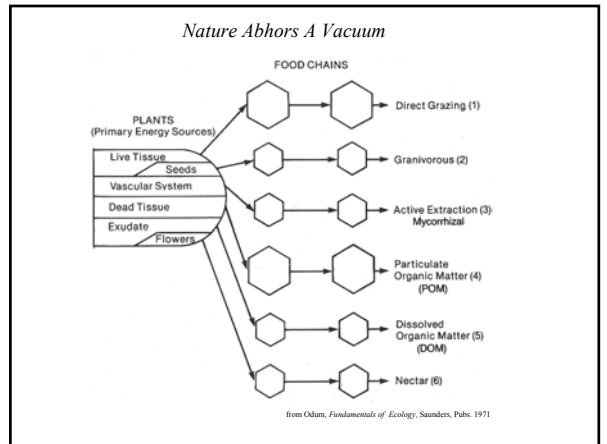 Nature Abhors A Vacuum
FOOD CHAINS
PLANTS
(Primary Energy Sources)
Live Tissue
Seeds
Vascular System
Dead Tissue
Exudate
Flowers
Direct Grazing (1)
Granivorous (2)
Active Extraction (3)
Mycorrhizal
Particulate
Organic Matter (4)
(POM)
Dissolved
Organic Matter (5)
(DOM)
Nectar (6)
from Odum, Fundamentals of Ecology, Saunders, Pubs. 1971